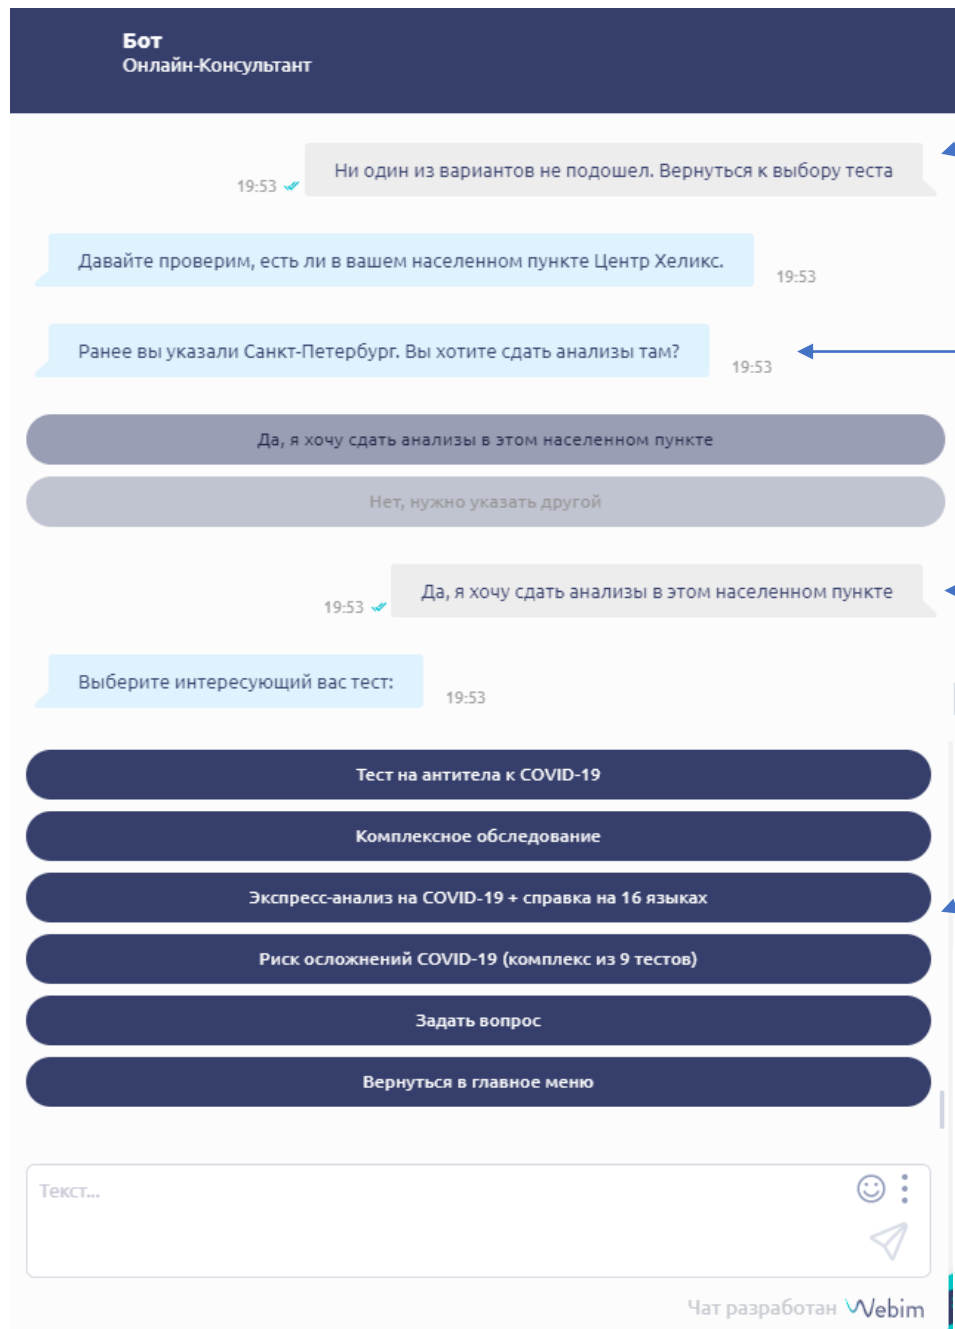 Бот
Онлайн-Консультант
Ни один из вариантов не подошел. Вернуться к выбору теста
19:53
Давайте проверим, есть ли в вашем населенном пункте Центр Хеликс.
19:53
Ранее вы указали Санкт-Петербург. Вы хотите сдать анализы там?
19:53
Да, я хочу сдать анализы в этом населенном пункте
Нет, нужно указать другой
Да, я хочу сдать анализы в этом населенном пункте
19:53
Выберите интересующий вас тест:
19:53
Тест на антитела к COVID-19
Комплексное обследование
Экспресс-анализ на COVID-19 + справка на 16 языках
Риск осложнений COVID-19 (комплекс из 9 тестов)
Задать вопрос
Вернуться в главное меню
Текст...
Чат разработан Webim